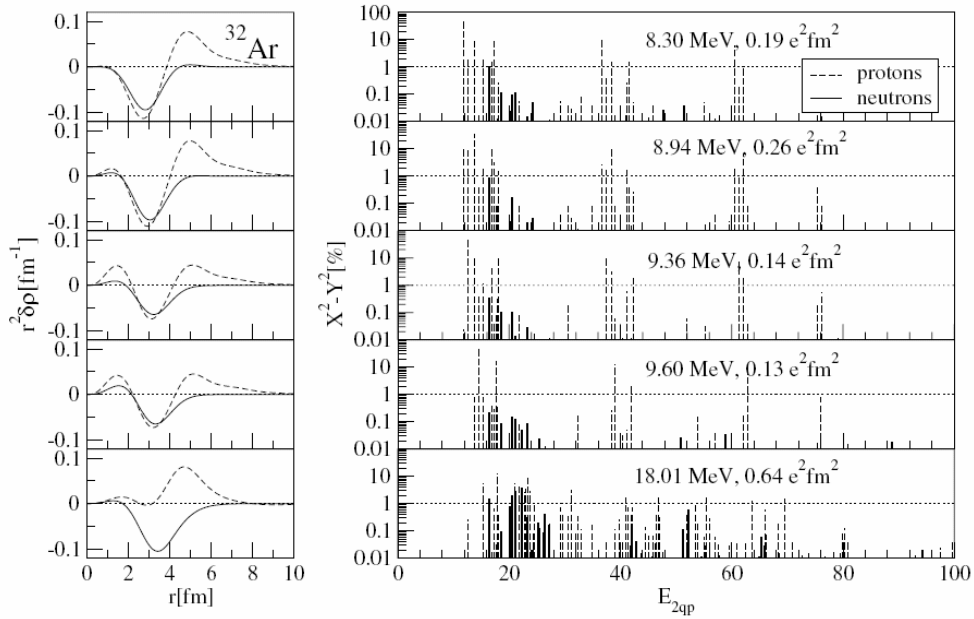 ³²Ar
0.1
0
-0.1
0.1
0
-0.1
0.1
0
-0.1
0.1
0
-0.1
0.1
0
-0.1
0 2 4 6 8 10
r[fm]
r²δρ[fm⁻¹]
100
10
1
0.1
0.01
10
1
0.1
0.01
10
1
0.1
0.01
10
1
0.1
0.01
10
1
0.1
0.01
X²-Y²[%]
8.30 MeV, 0.19 e²fm²
protons
neutrons
8.94 MeV, 0.26 e²fm²
9.36 MeV, 0.14 e²fm²
9.60 MeV, 0.13 e²fm²
18.01 MeV, 0.64 e²fm²
0 20 40 60 80 100
E₂qp